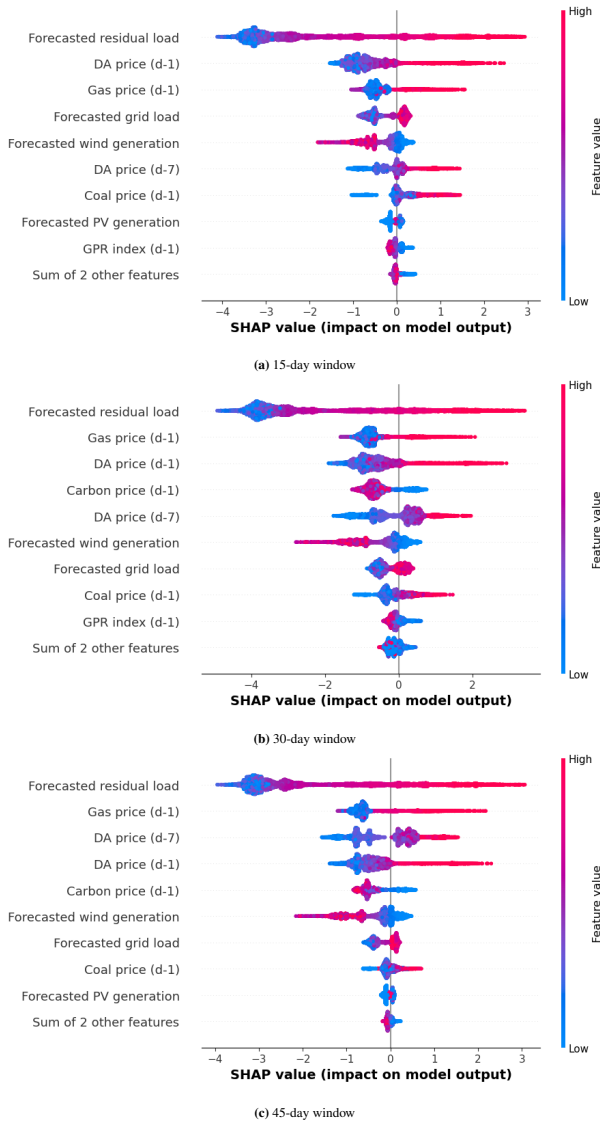 High
Forecasted residual load
DA price (d-1)
Gas price (d-1)
Forecasted grid load
Forecasted wind generation
DA price (d-7)
Coal price (d-1)
Forecasted PV generation
GPR index (d-1)
Sum of 2 other features
Feature value
Low
−4 −3 −2 −1 0 1 2 3
SHAP value (impact on model output)
(a) 15-day window
High
Forecasted residual load
Gas price (d-1)
DA price (d-1)
Carbon price (d-1)
DA price (d-7)
Forecasted wind generation
Forecasted grid load
Coal price (d-1)
GPR index (d-1)
Sum of 2 other features
Feature value
Low
−4 −2 0 2
SHAP value (impact on model output)
(b) 30-day window
High
Forecasted residual load
Gas price (d-1)
DA price (d-7)
DA price (d-1)
Carbon price (d-1)
Forecasted wind generation
Forecasted grid load
Coal price (d-1)
Forecasted PV generation
Sum of 2 other features
Feature value
Low
−4 −3 −2 −1 0 1 2 3
SHAP value (impact on model output)
(c) 45-day window